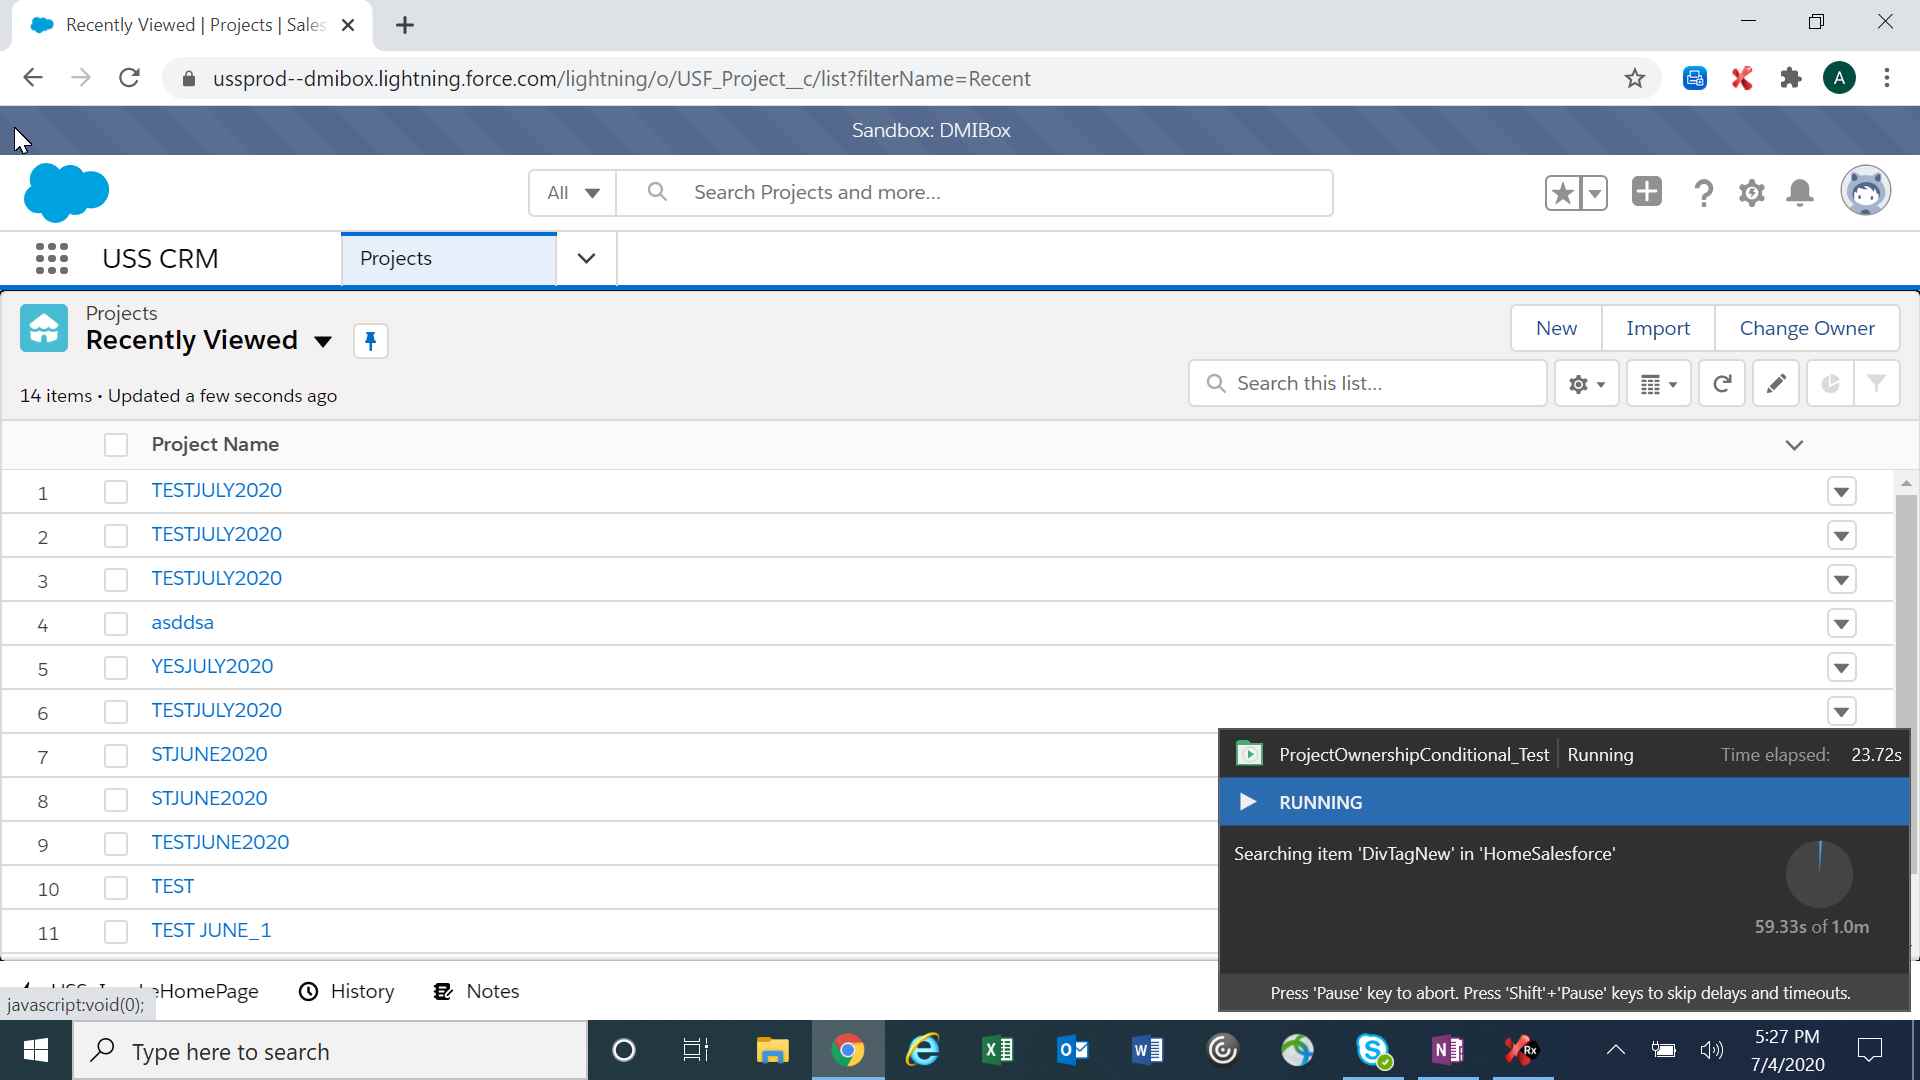 Recently Viewed | Projects | Sales
ussprod--dmibox.lightning.force.com/lightning/o/USF_Project__c/list?filterName=Recent
A
Sandbox: DMIBox
All
Search Projects and more...
USS CRM
Projects
Projects
Recently Viewed
New
Import
Change Owner
14 items • Updated a few seconds ago
Search this list...
Project Name
1 TESTJULY2020
2 TESTJULY2020
3 TESTJULY2020
4 asddsa
5 YESJULY2020
6 TESTJULY2020
7 STJUNE2020
8 STJUNE2020
9 TESTJUNE2020
10 TEST
11 TEST JUNE_1
ProjectOwnershipConditional_Test
Running
Time elapsed: 23.72s
RUNNING
Searching item 'DivTagNew' in 'HomeSalesforce'
59.33s of 1.0m
Press 'Pause' key to abort. Press 'Shift'+'Pause' keys to skip delays and timeouts.
eHomePage
History
Notes
javascript:void(0);
Type here to search
Rx
5:27 PM
7/4/2020